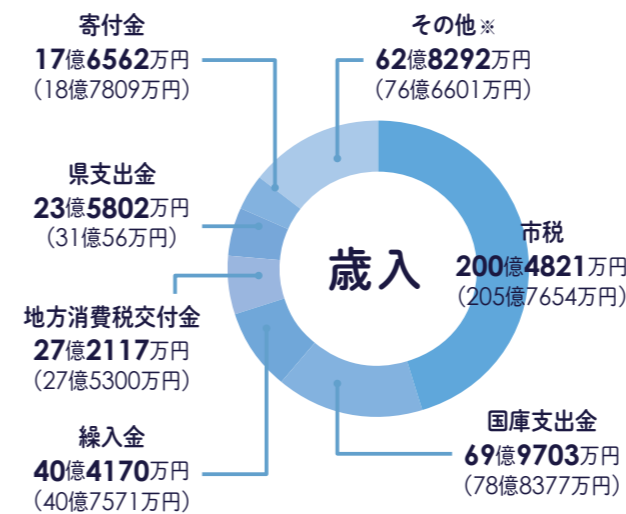 寄付金
17億6562万円
（18億7809万円）
その他※
62億8292万円
（76億6601万円）
県支出金
23億5802万円
（31億56万円）
歳入
市税
200億4821万円
（205億7654万円）
地方消費税交付金
27億2117万円
（27億5300万円）
国庫支出金
69億9703万円
（78億8377万円）
繰入金
40億4170万円
（40億7571万円）